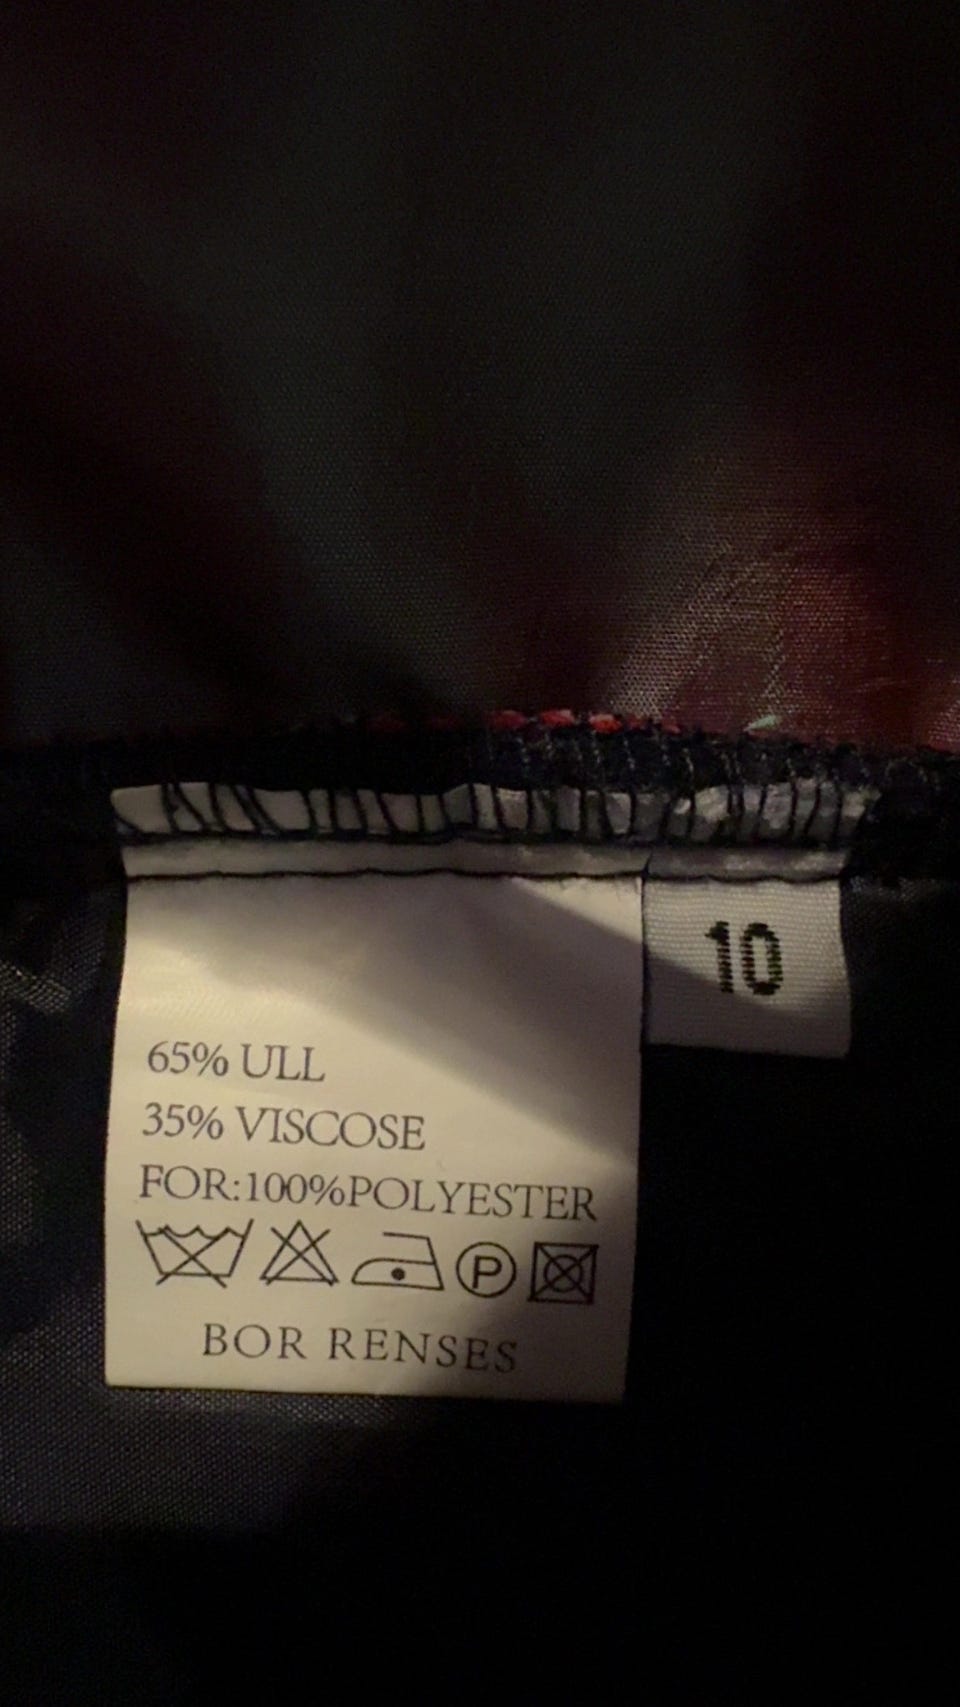 10
65% ULL
35% VISCOSE
FOR:100%POLYESTER
P
BOR RENSES